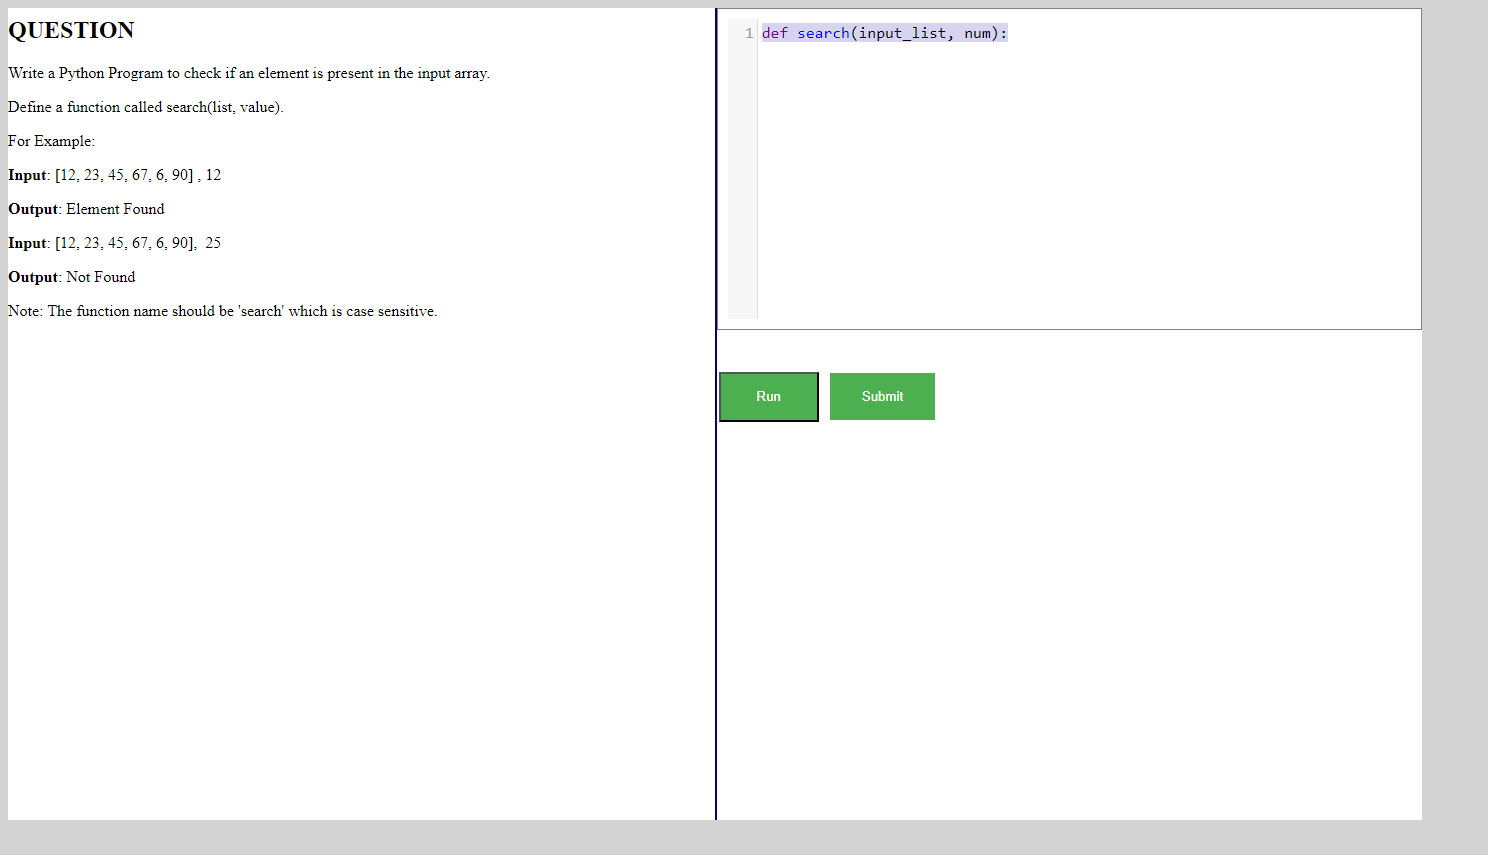 QUESTION
Write a Python Program to check if an element is present in the input array.
Define a function called search(list, value).
For Example:
Input: [12, 23, 45, 67, 6, 90] , 12
Output: Element Found
Input: [12, 23, 45, 67, 6, 90],  25
Output: Not Found
Note: The function name should be 'search' which is case sensitive.
1 def search(input_list, num):
Run Submit